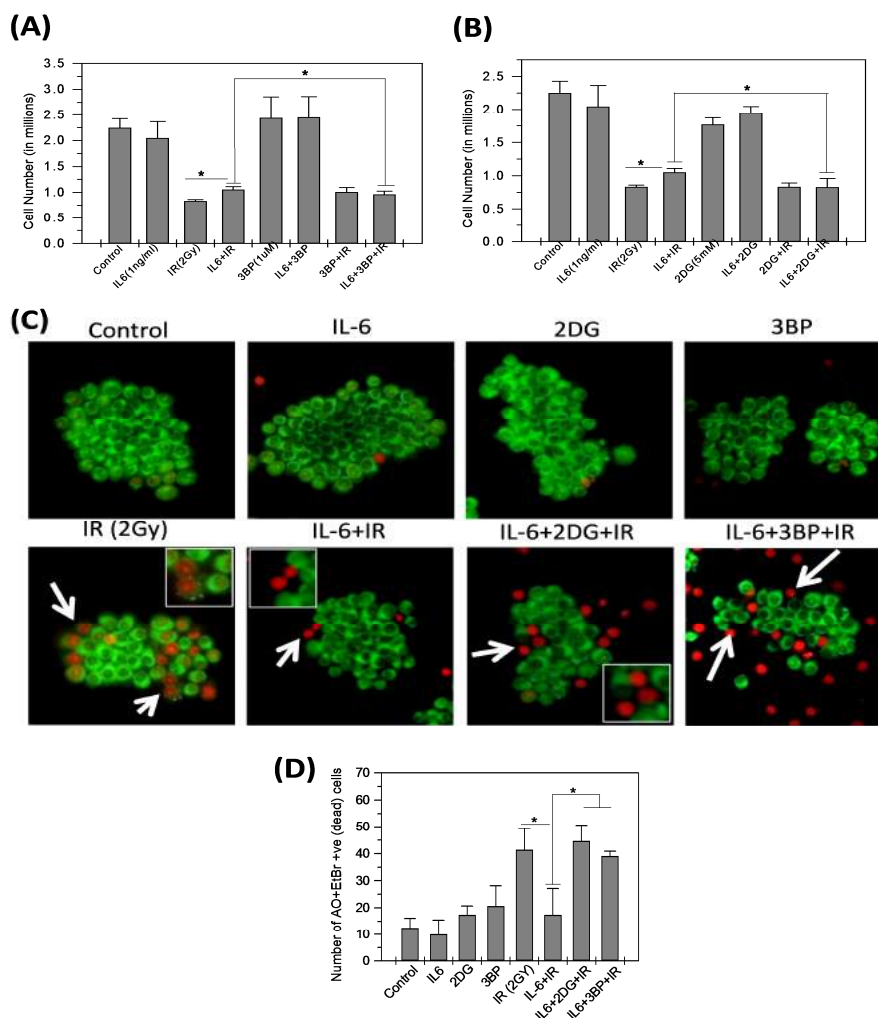 (A)
Cell Number (in millions)
3.5
3.0
2.5
2.0
1.5
1.0
0.5
0.0
*
*
Control
IL6(1ng/ml)
IR(2Gy)
IL6+IR
3BP(1uM)
IL6+3BP
3BP+IR
IL6+3BP+IR
(B)
Cell Number (in millions)
2.5
2.0
1.5
1.0
0.5
0.0
*
*
Control
IL6(1ng/ml)
IR(2Gy)
IL6+IR
2DG(5mM)
IL6+2DG
2DG+IR
IL6+2DG+IR
(C)
Control IL-6 2DG 3BP
IR (2Gy) IL-6+IR IL-6+2DG+IR IL-6+3BP+IR
(D)
Number of AO+EtBr +ve (dead) cells
70
60
50
40
30
20
10
0
*
*
Control
IL6
2DG
3BP
IR (2GY)
IL-6+IR
IL6+2DG+IR
IL6+3BP+IR